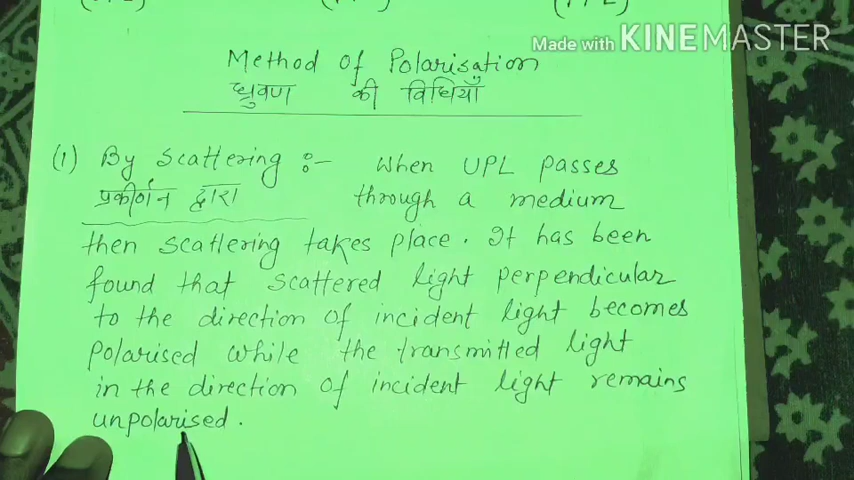 Made with KINEMASTER
Method of Polarisation
ध्रुवण की विधियाँ
(1) By scattering :- When UPL passes
प्रकीर्णन द्वारा through a medium
then scattering takes place. It has been
found that scattered light perpendicular
to the direction of incident light becomes
polarised while the transmitted light
in the direction of incident light remains
unpolarised.